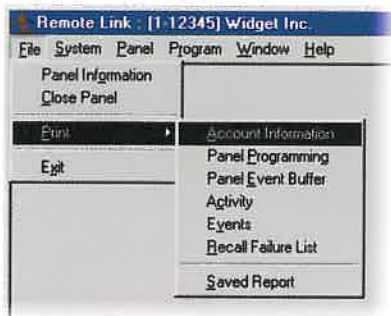 Remote Link : [1-12345] Widget Inc.
File System Panel Program Window Help
Panel Information
Close Panel
Print
Exit
Account Information
Panel Programming
Panel Event Buffer
Activity
Events
Recall Failure List
Saved Report